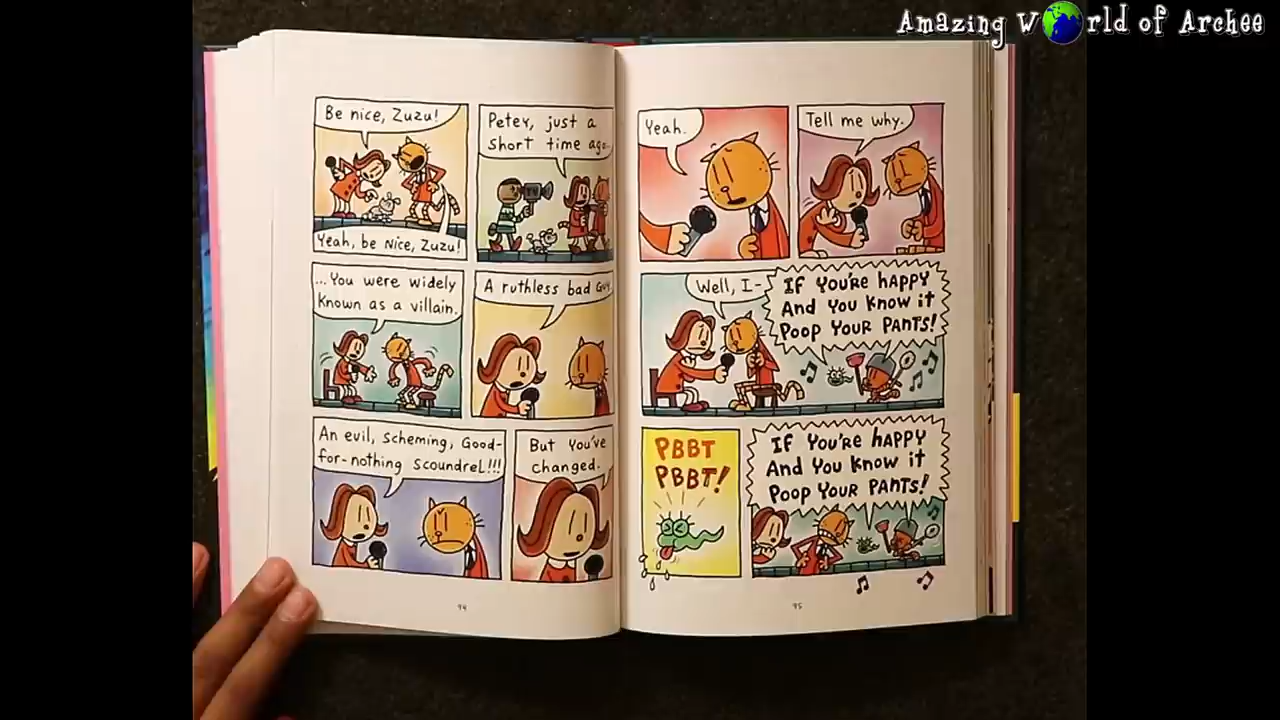 Amazing World of Archee
Be nice, Zuzu!
Yeah, be Nice, Zuzu!
Peter, just a
short time ago...
...You were widely
known as a villain.
A ruthless bad Guy.
An evil, scheming, Good-
for-nothing scoundreL!!!
But You've
changed.
94
Yeah.
Tell me why.
Well, I-
IF YOU'RE HAPPY
And YOU KNOW iT
POOP YOUR PANTS!
PBBT
PBBT!
IF YOU'RE HAPPY
And YOU KNOW iT
POOP YOUR PANTS!
95